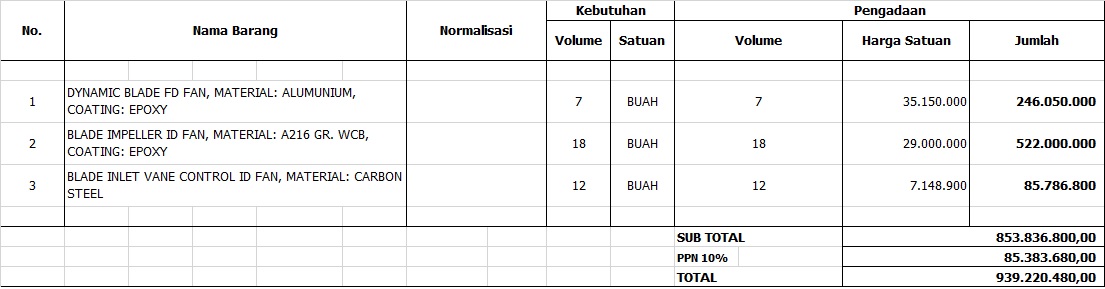 No. Nama Barang Normalisasi Kebutuhan Pengadaan
Volume Satuan Volume Harga Satuan Jumlah
1 DYNAMIC BLADE FD FAN, MATERIAL: ALUMUNIUM, 7 BUAH 7 35.150.000 246.050.000
COATING: EPOXY
2 BLADE IMPELLER ID FAN, MATERIAL: A216 GR. WCB, 18 BUAH 18 29.000.000 522.000.000
COATING: EPOXY
3 BLADE INLET VANE CONTROL ID FAN, MATERIAL: CARBON 12 BUAH 12 7.148.900 85.786.800
STEEL
SUB TOTAL 853.836.800,00
PPN 10% 85.383.680,00
TOTAL 939.220.480,00